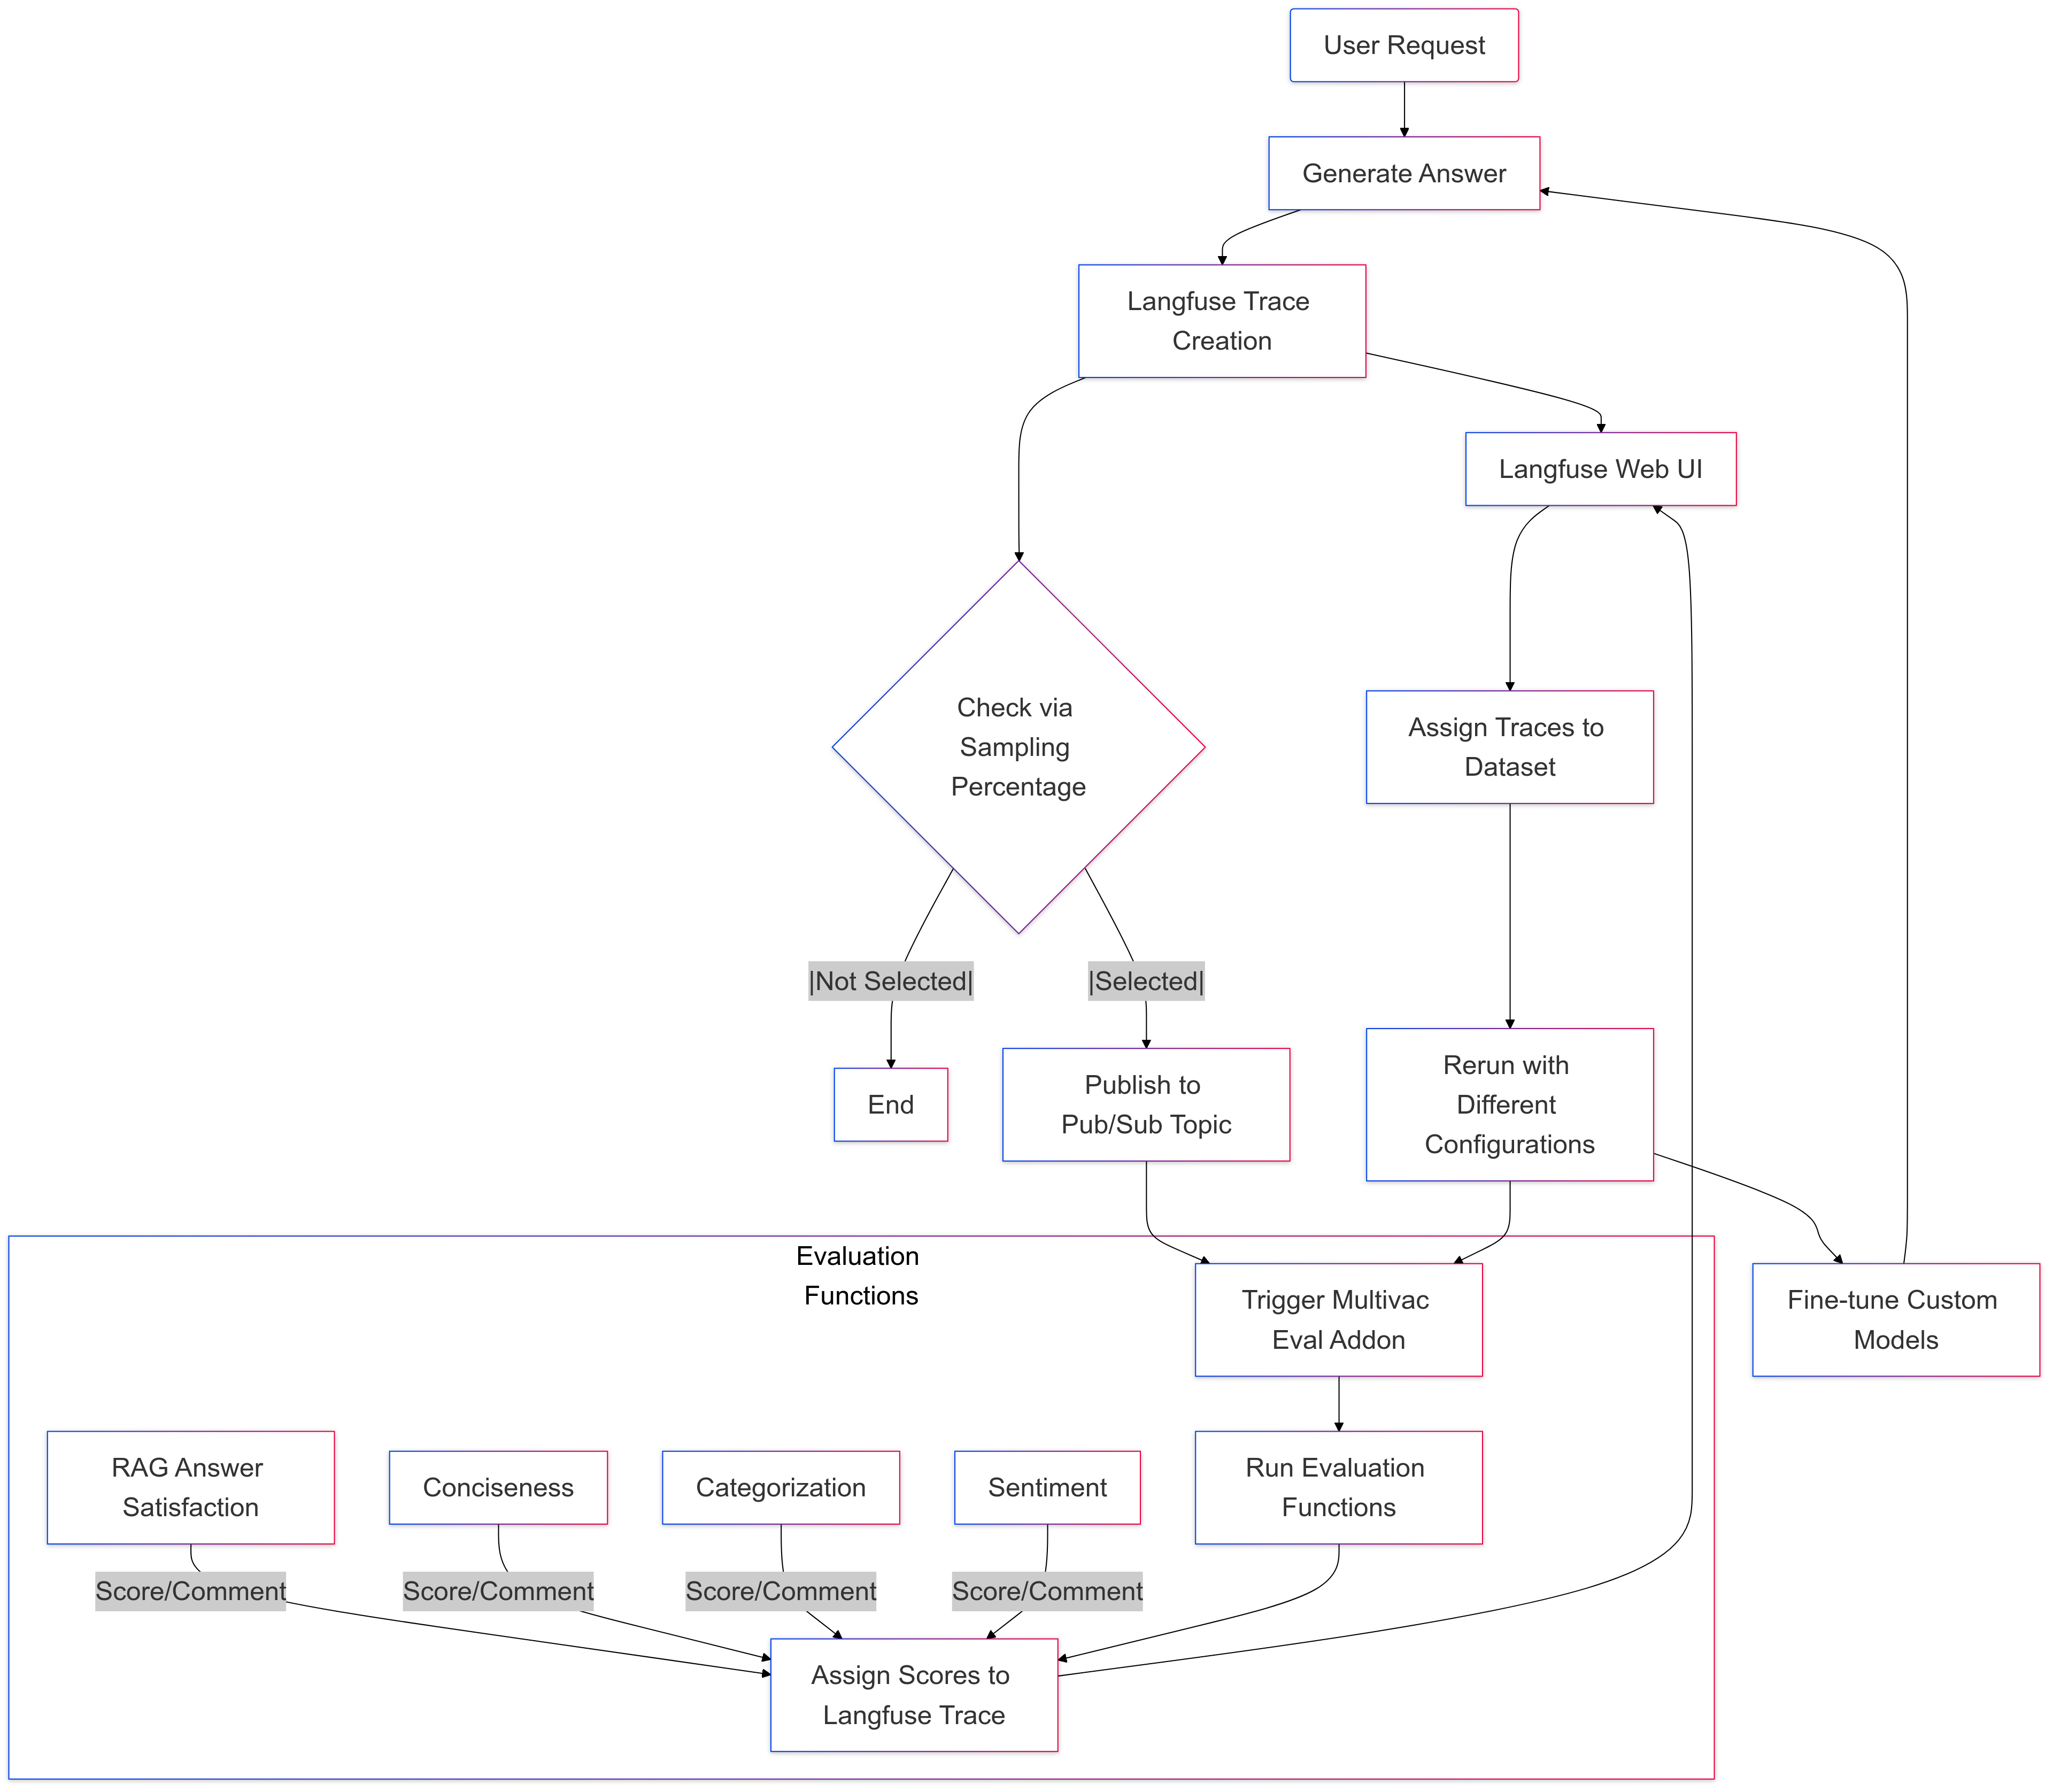 User Request
Generate Answer
Langfuse Trace
Creation
Langfuse Web UI
Check via
Sampling
Percentage
Assign Traces to
Dataset
|Not Selected|
|Selected|
End
Publish to
Pub/Sub Topic
Rerun with
Different
Configurations
Evaluation
Functions
Trigger Multivac
Eval Addon
Fine-tune Custom
Models
RAG Answer
Satisfaction
Conciseness
Categorization
Sentiment
Run Evaluation
Functions
Score/Comment
Score/Comment
Score/Comment
Score/Comment
Assign Scores to
Langfuse Trace